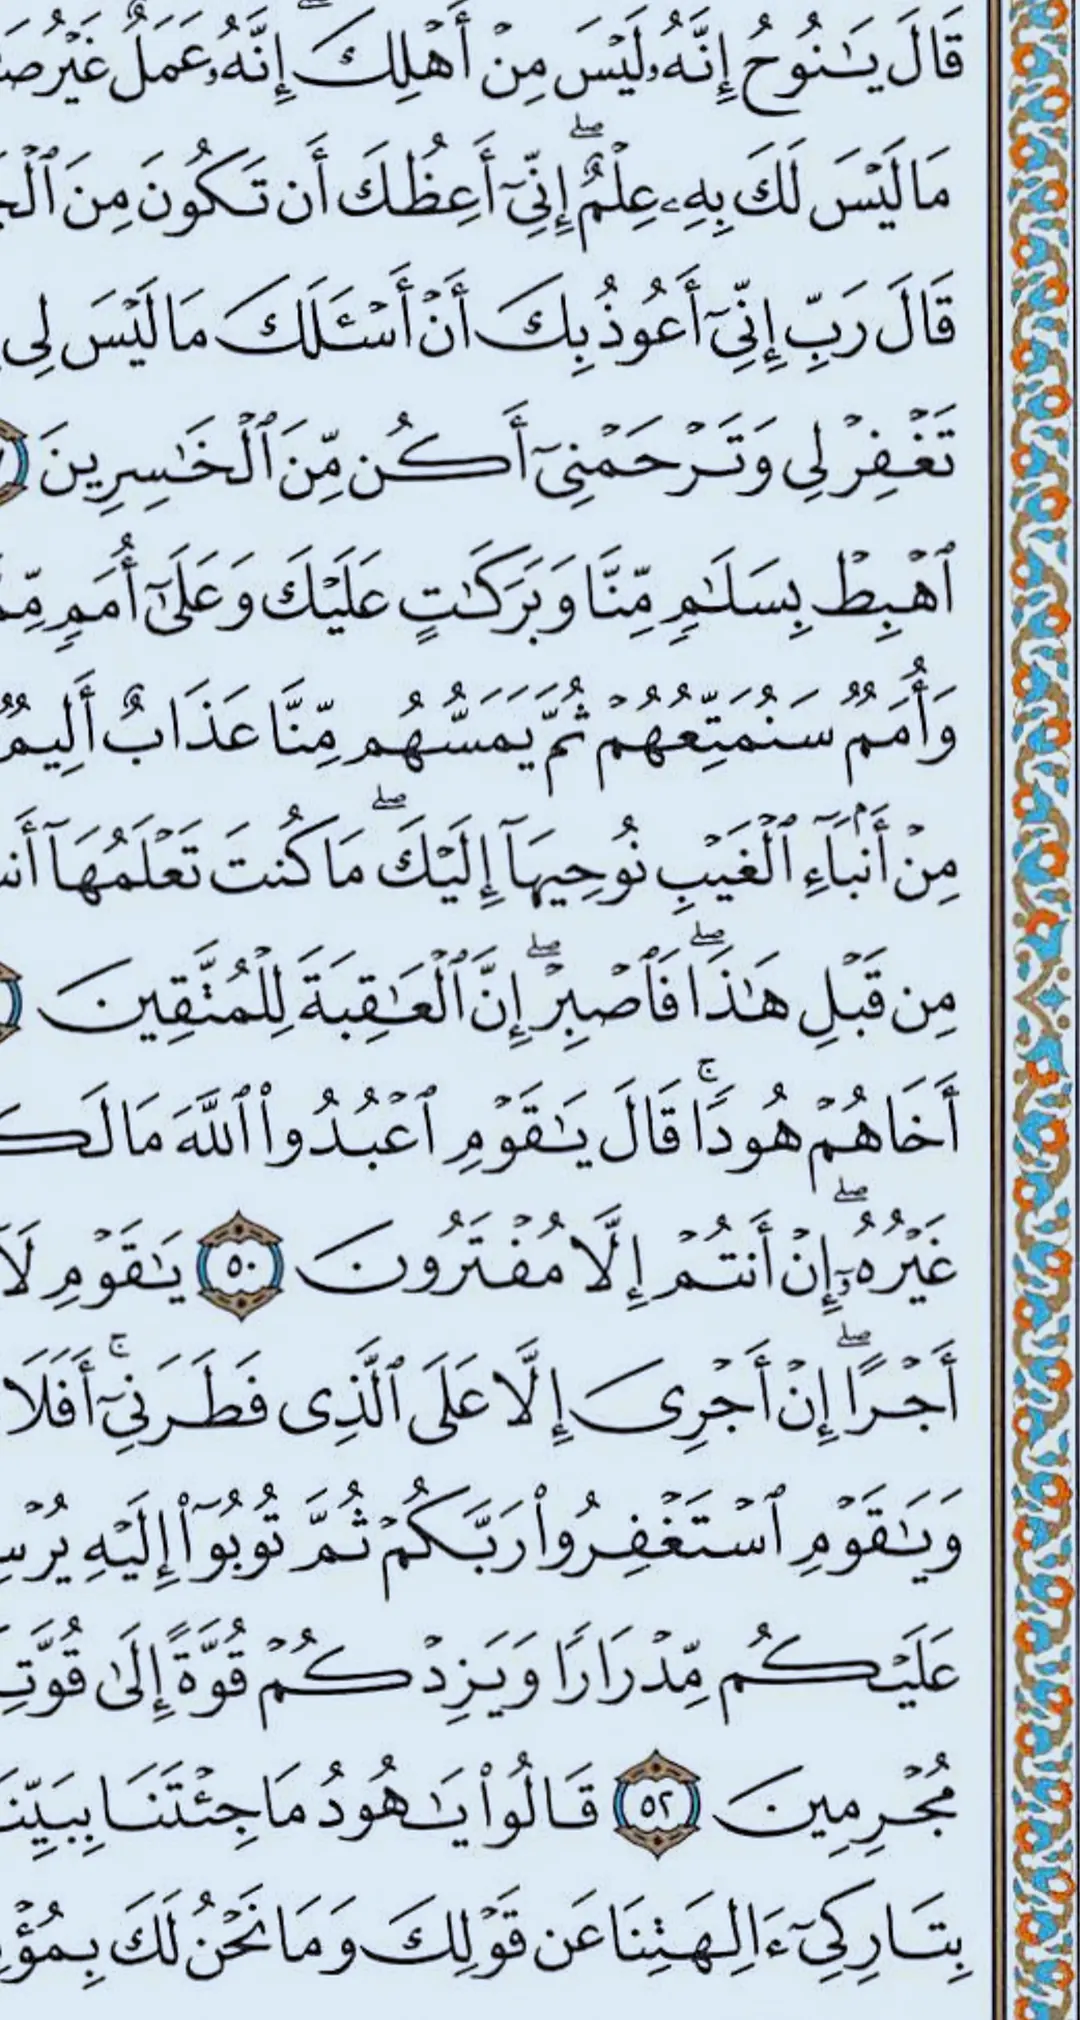 قَالَ يَـٰنُوحُ إِنَّهُۥ لَيْسَ مِنْ أَهْلِكَ ۖ إِنَّهُۥ عَمَلٌ غَيْرُ
مَا لَيْسَ لَكَ بِهِۦ عِلْمٌ ۖ إِنِّىٓ أَعِظُكَ أَن تَكُونَ مِنَ
قَالَ رَبِّ إِنِّىٓ أَعُوذُ بِكَ أَنْ أَسْـَٔلَكَ مَا لَيْسَ لِى
تَغْفِرْ لِى وَتَرْحَمْنِىٓ أَكُن مِّنَ ٱلْخَـٰسِرِينَ
ٱهْبِطْ بِسَلَـٰمٍ مِّنَّا وَبَرَكَـٰتٍ عَلَيْكَ وَعَلَىٰٓ أُمَمٍ
وَأُمَمٌ سَنُمَتِّعُهُمْ ثُمَّ يَمَسُّهُم مِّنَّا عَذَابٌ أَلِيمٌ
مِنْ أَنۢبَآءِ ٱلْغَيْبِ نُوحِيهَآ إِلَيْكَ ۖ مَا كُنتَ تَعْلَمُهَآ
مِن قَبْلِ هَـٰذَا ۖ فَٱصْبِرْ ۖ إِنَّ ٱلْعَـٰقِبَةَ لِلْمُتَّقِينَ
أَخَاهُمْ هُودًا ۚ قَالَ يَـٰقَوْمِ ٱعْبُدُوا۟ ٱللَّهَ مَا
غَيْرُهُۥٓ ۖ إِنْ أَنتُمْ إِلَّا مُفْتَرُونَ ٥٠ يَـٰقَوْمِ لَآ
أَجْرًا ۖ إِنْ أَجْرِىَ إِلَّا عَلَى ٱلَّذِى فَطَرَنِىٓ ۚ أَفَلَا
وَيَـٰقَوْمِ ٱسْتَغْفِرُوا۟ رَبَّكُمْ ثُمَّ تُوبُوٓا۟ إِلَيْهِ
عَلَيْكُم مِّدْرَارًا وَيَزِدْكُمْ قُوَّةً إِلَىٰ
مُجْرِمِينَ ٥٢ قَالُوا۟ يَـٰهُودُ مَا جِئْتَنَا
بِتَارِكِىٓ ءَالِهَتِنَا عَن قَوْلِكَ وَمَا نَحْنُ لَكَ